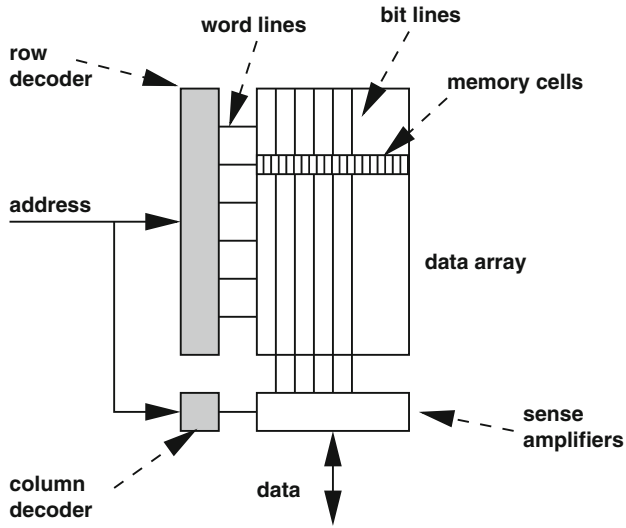 bit lines
word lines
row
decoder
memory cells
address
data array
sense
amplifiers
column
decoder
data